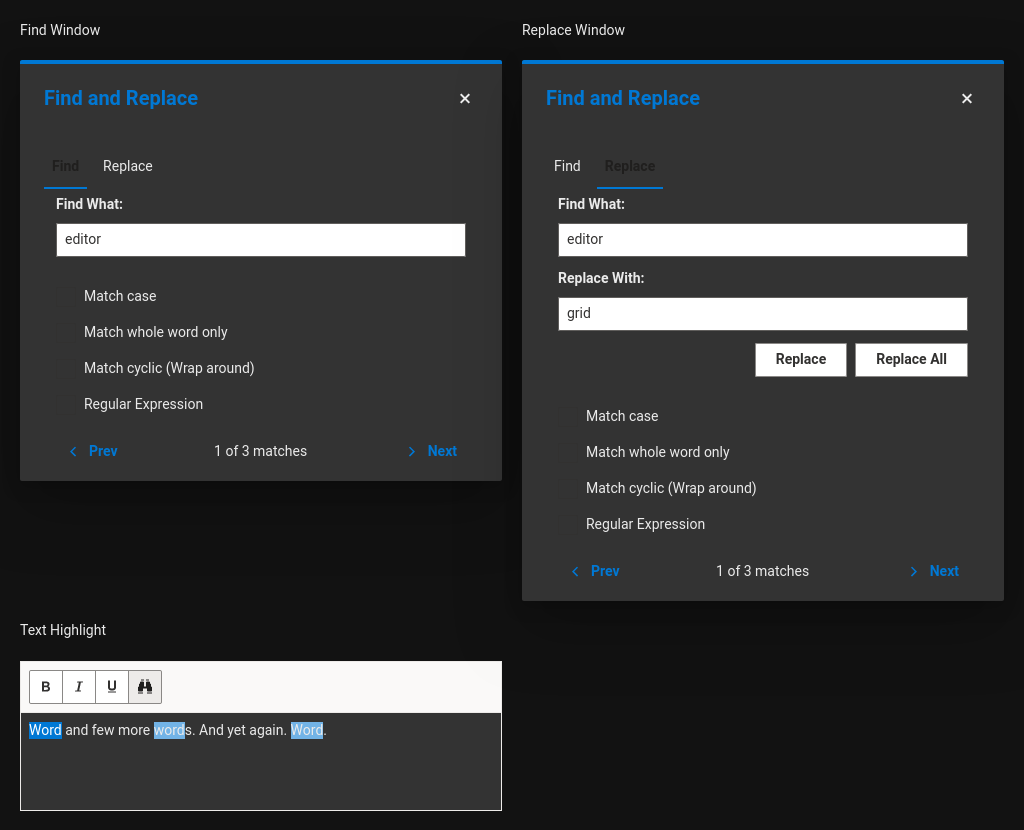 Find Window
Find and Replace
Find Replace
Find What:
editor
Match case
Match whole word only
Match cyclic (Wrap around)
Regular Expression
Prev 1 of 3 matches Next
Replace Window
Find and Replace
Find Replace
Find What:
editor
Replace With:
grid
Replace Replace All
Match case
Match whole word only
Match cyclic (Wrap around)
Regular Expression
Prev 1 of 3 matches Next
Text Highlight
B I U
Word and few more words. And yet again. Word.